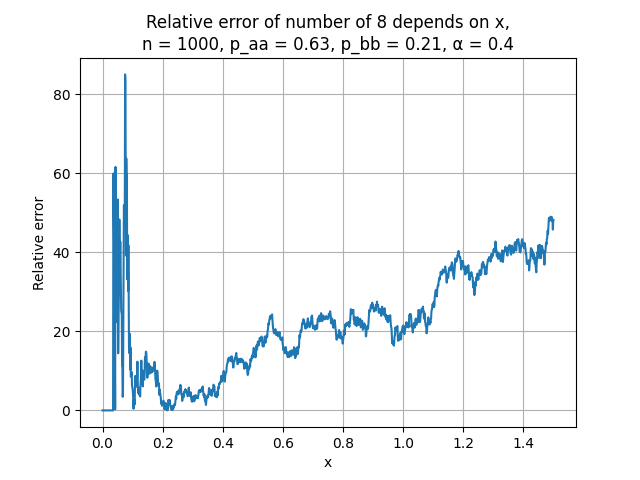 Relative error of number of 8 depends on x,
n = 1000, p_aa = 0.63, p_bb = 0.21, α = 0.4
80
60
40
20
0
Relative error
0.0 0.2 0.4 0.6 0.8 1.0 1.2 1.4
x